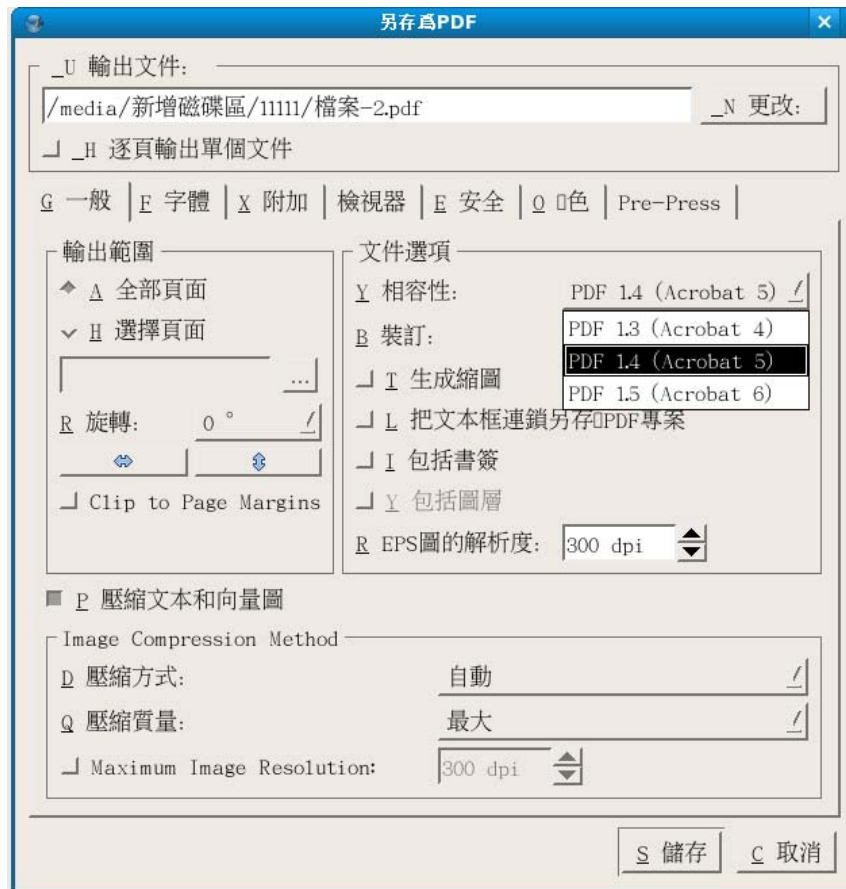 另存爲PDF
_U 輸出文件:
/media/新增磁碟區/11111/檔案-2.pdf
_N 更改:
_H 逐頁輸出單個文件
G 一般
F 字體
X 附加
檢視器
E 安全
O 色
Pre-Press
輸出範圍
A 全部頁面
H 選擇頁面
...
R 旋轉:
0 °
Clip to Page Margins
文件選項
Y 相容性:
PDF 1.4 (Acrobat 5)
PDF 1.3 (Acrobat 4)
PDF 1.4 (Acrobat 5)
PDF 1.5 (Acrobat 6)
B 裝訂:
T 生成縮圖
L 把文本框連鎖另存PDF專案
I 包括書簽
Y 包括圖層
R EPS圖的解析度:
300 dpi
P 壓縮文本和向量圖
Image Compression Method
D 壓縮方式:
自動
Q 壓縮質量:
最大
Maximum Image Resolution:
300 dpi
S 儲存
C 取消